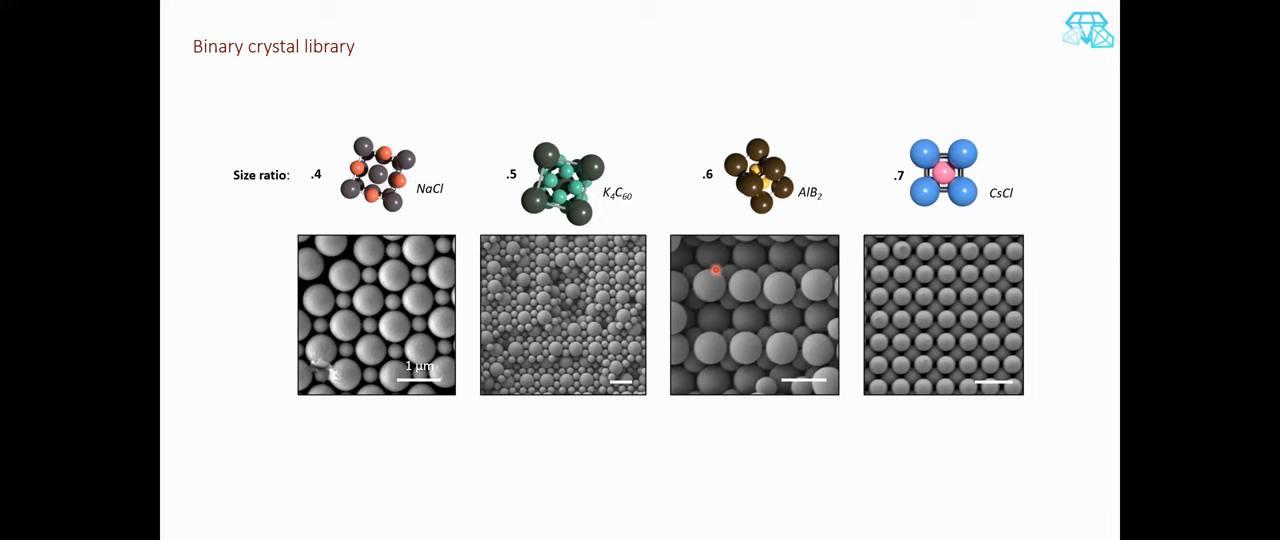 Binary crystal library
Size ratio: .4 NaCl .5 K₄C₆₀ .6 AlB₂ .7 CsCl
1 μm